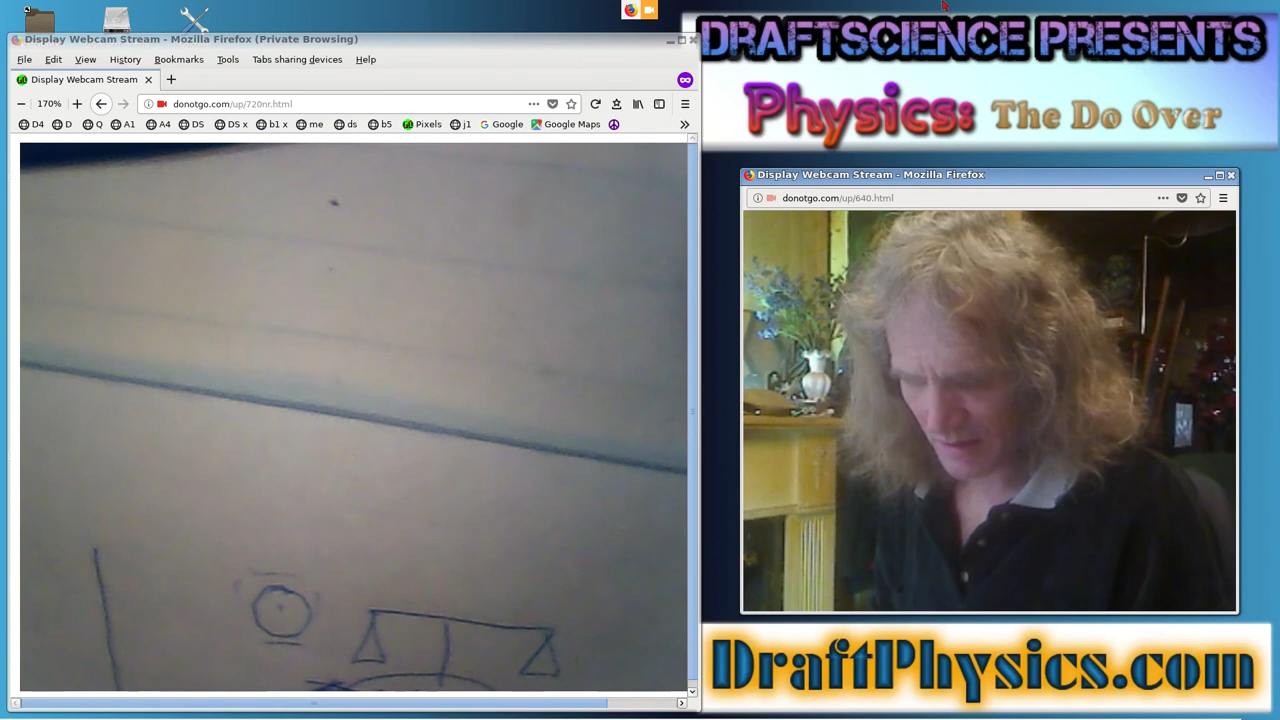 Display Webcam Stream - Mozilla Firefox (Private Browsing)
File Edit View History Bookmarks Tools Tabs sharing devices Help
Display Webcam Stream
170% donotgo.com/up/720nr.html
D4 D Q A1 A4 DS DS b1 x me ds b5 Pixels j1 Google Google Maps
DRAFTSCIENCE PRESENTS
Physics: The Do Over
Display Webcam Stream - Mozilla Firefox
donotgo.com/up/640.html
DraftPhysics.com